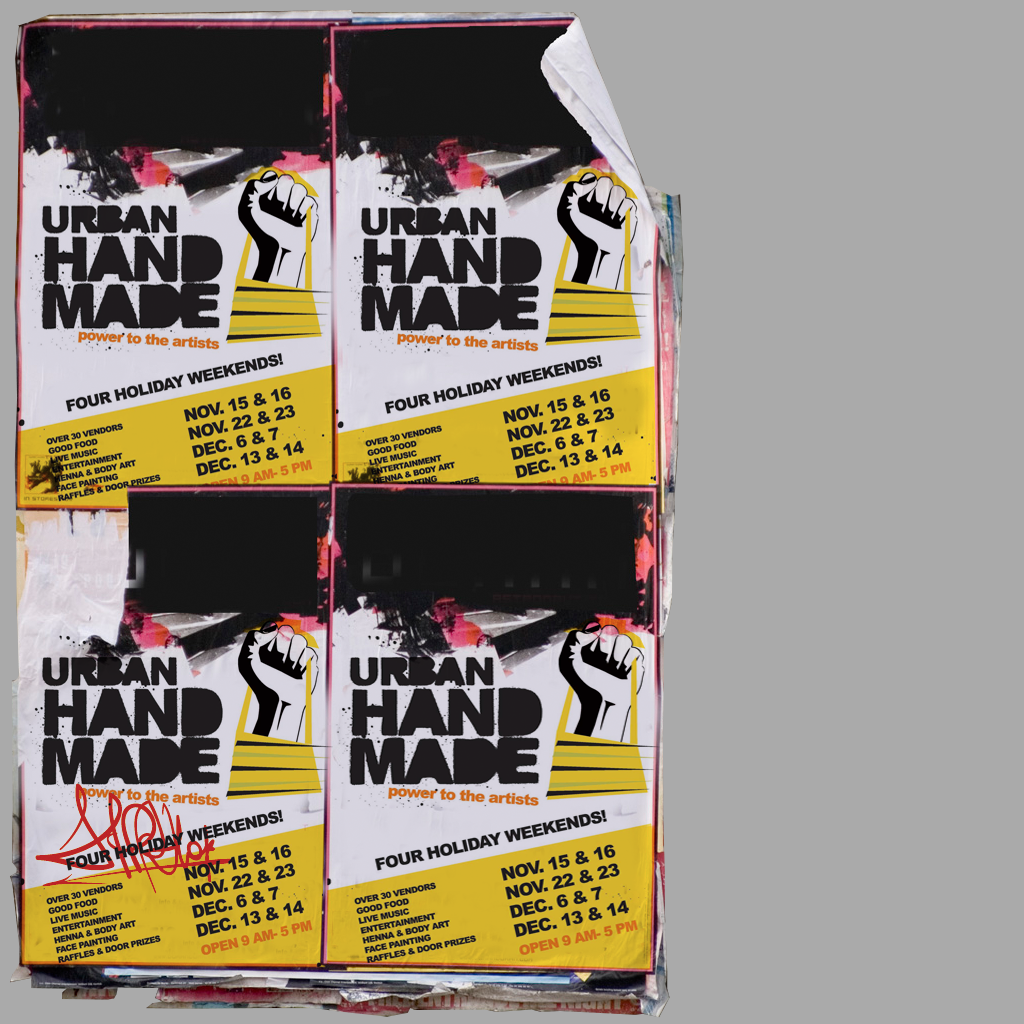 URBAN
HAND
MADE
power to the artists
FOUR HOLIDAY WEEKENDS!
NOV. 15 & 16
NOV. 22 & 23
DEC. 6 & 7
DEC. 13 & 14
OPEN 9 AM- 5 PM
OVER 30 VENDORS
GOOD FOOD
LIVE MUSIC
ENTERTAINMENT
HENNA & BODY ART
FACE PAINTING
RAFFLES & DOOR PRIZES
URBAN
HAND
MADE
power to the artists
FOUR HOLIDAY WEEKENDS!
NOV. 15 & 16
NOV. 22 & 23
DEC. 6 & 7
DEC. 13 & 14
OPEN 9 AM- 5 PM
OVER 30 VENDORS
GOOD FOOD
LIVE MUSIC
ENTERTAINMENT
& BODY ART
PAINTING
PRIZES
URBAN
HAND
MADE
power to the artists
FOUR HOLIDAY WEEKENDS!
NOV. 15 & 16
NOV. 22 & 23
DEC. 6 & 7
DEC. 13 & 14
OPEN 9 AM- 5 PM
OVER 30 VENDORS
GOOD FOOD
LIVE MUSIC
ENTERTAINMENT
HENNA & BODY ART
FACE PAINTING
RAFFLES & DOOR PRIZES
URBAN
HAND
MADE
power to the artists
FOUR HOLIDAY WEEKENDS!
NOV. 15 & 16
NOV. 22 & 23
DEC. 6 & 7
DEC. 13 & 14
OPEN 9 AM- 5 PM
OVER 30 VENDORS
GOOD FOOD
LIVE MUSIC
ENTERTAINMENT
HENNA & BODY ART
FACE PAINTING
RAFFLES & DOOR PRIZES